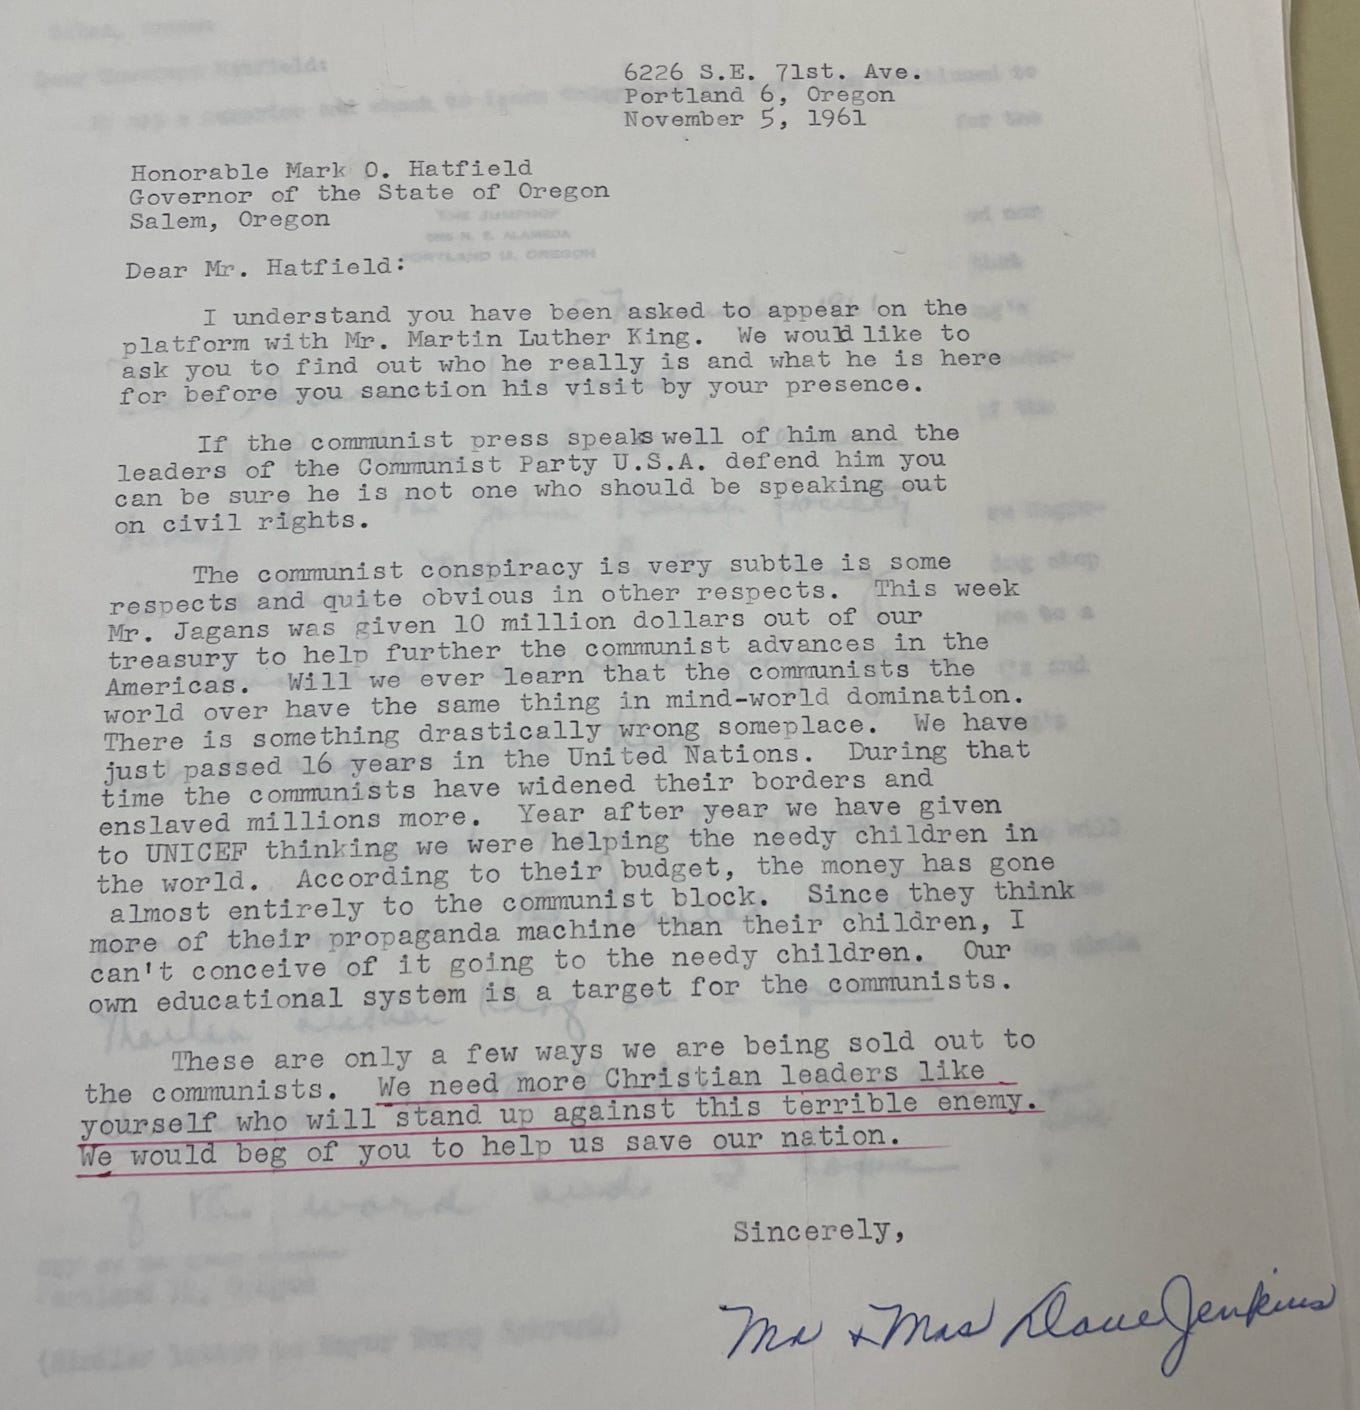 6226 S.E. 71st. Ave.
Portland 6, Oregon
November 5, 1961
Honorable Mark O. Hatfield
Governor of the State of Oregon
Salem, Oregon
Dear Mr. Hatfield:
I understand you have been asked to appear on the
platform with Mr. Martin Luther King. We would like to
ask you to find out who he really is and what he is here
for before you sanction his visit by your presence.
If the communist press speaks well of him and the
leaders of the Communist Party U.S.A. defend him you
can be sure he is not one who should be speaking out
on civil rights.
The communist conspiracy is very subtle is some
respects and quite obvious in other respects. This week
Mr. Jagans was given 10 million dollars out of our
treasury to help further the communist advances in the
Americas. Will we ever learn that the communists the
world over have the same thing in mind-world domination.
There is something drastically wrong someplace. We have
just passed 16 years in the United Nations. During that
time the communists have widened their borders and
enslaved millions more. Year after year we have given
to UNICEF thinking we were helping the needy children in
the world. According to their budget, the money has gone
almost entirely to the communist block. Since they think
more of their propaganda machine than their children, I
can't conceive of it going to the needy children. Our
own educational system is a target for the communists.
These are only a few ways we are being sold out to
the communists. We need more Christian leaders like
yourself who will stand up against this terrible enemy.
We would beg of you to help us save our nation.
Sincerely,
Mr & Mrs Dave Jenkins